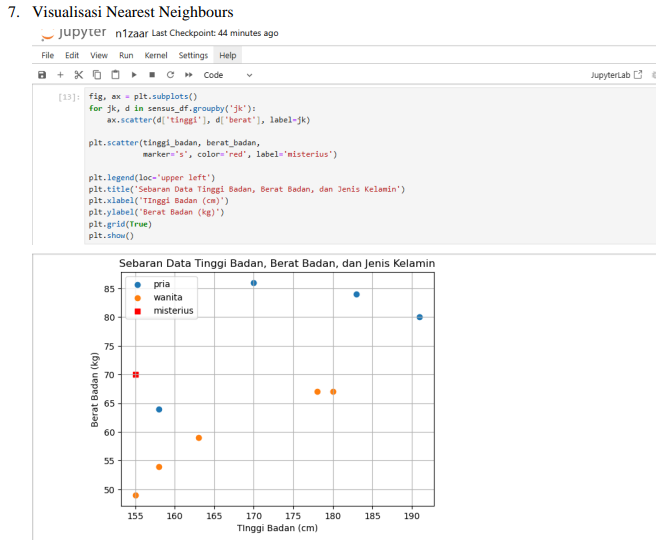 7. Visualisasi Nearest Neighbours
Jupyter n1zaar Last Checkpoint: 44 minutes ago
File Edit View Run Kernel Settings Help
Code JupyterLab
[13]: fig, ax = plt.subplots()
for jk, d in sensus_df.groupby('jk'):
ax.scatter(d['tinggi'], d['berat'], label=jk)
plt.scatter(tinggi_badan, berat_badan,
marker='s', color='red', label='misterius')
plt.legend(loc='upper left')
plt.title('Sebaran Data Tinggi Badan, Berat Badan, dan Jenis Kelamin')
plt.xlabel('TInggi Badan (cm)')
plt.ylabel('Berat Badan (kg)')
plt.grid(True)
plt.show()
Sebaran Data Tinggi Badan, Berat Badan, dan Jenis Kelamin
pria
wanita
misterius
85
80
75
70
65
60
55
50
Berat Badan (kg)
155 160 165 170 175 180 185 190
TInggi Badan (cm)